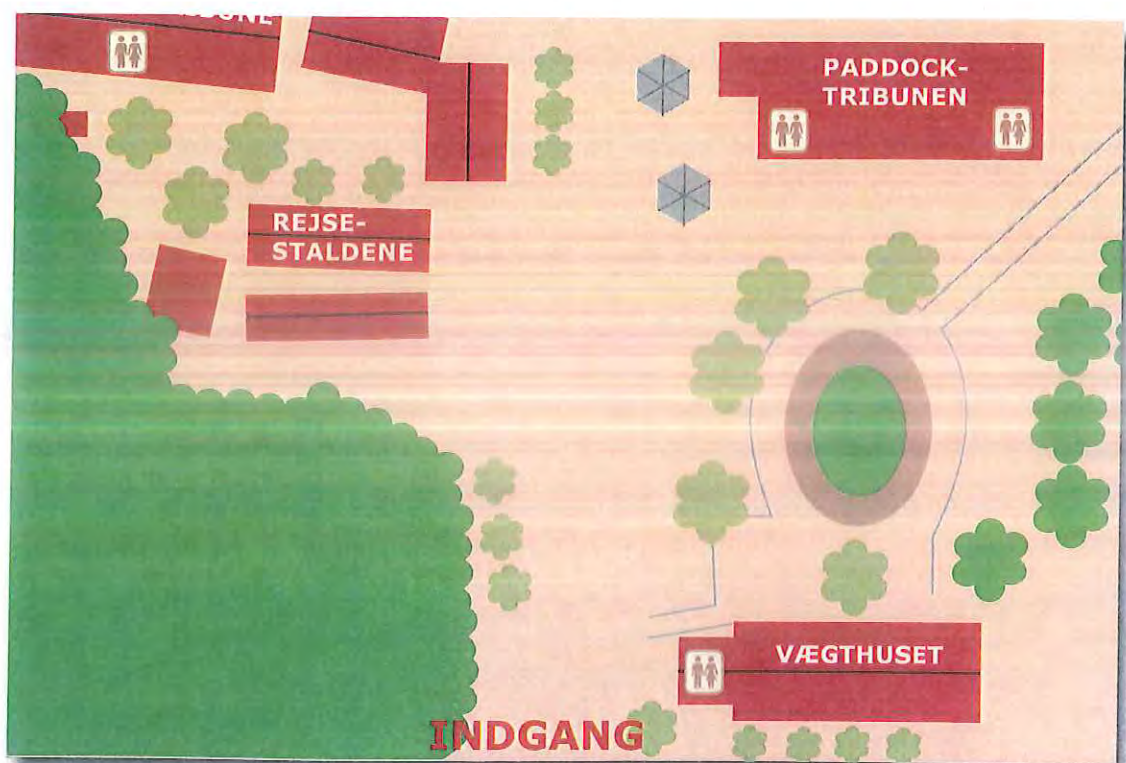 PADDOCK-
TRIBUNEN
REJSE-
STALDENE
VÆGTHUSET
INDGANG